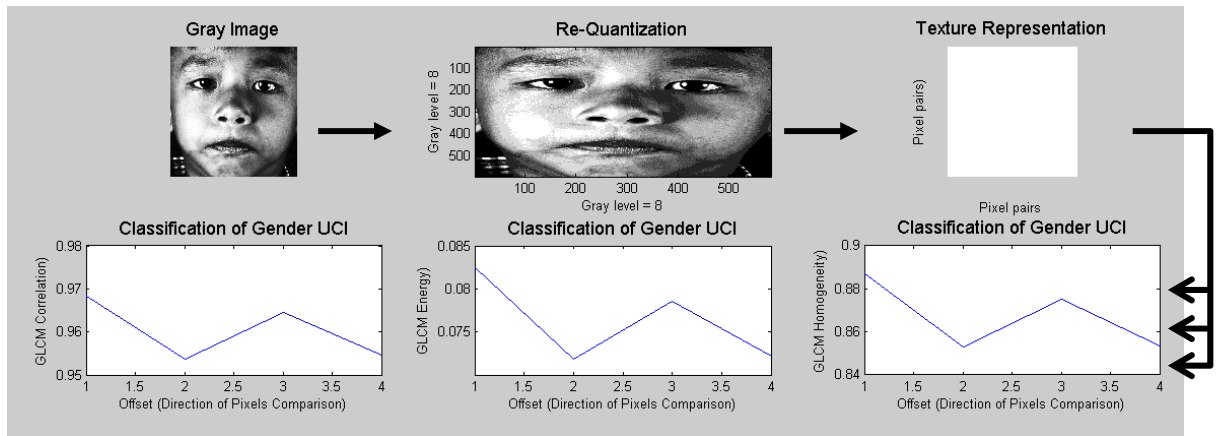 Gray Image
Re-Quantization
Texture Representation
Gray level = 8
100
200
300
400
500
100 200 300 400 500
Gray level = 8
Pixel pairs)
Pixel pairs
Classification of Gender UCI
GLCM Correlation)
0.98
0.97
0.96
0.95
1 1.5 2 2.5 3 3.5 4
Offset (Direction of Pixels Comparison)
Classification of Gender UCI
GLCM Energy)
0.085
0.08
0.075
1 1.5 2 2.5 3 3.5 4
Offset (Direction of Pixels Comparison)
Classification of Gender UCI
GLCM Homogeneity)
0.9
0.88
0.86
0.84
1 1.5 2 2.5 3 3.5 4
Offset (Direction of Pixels Comparison)